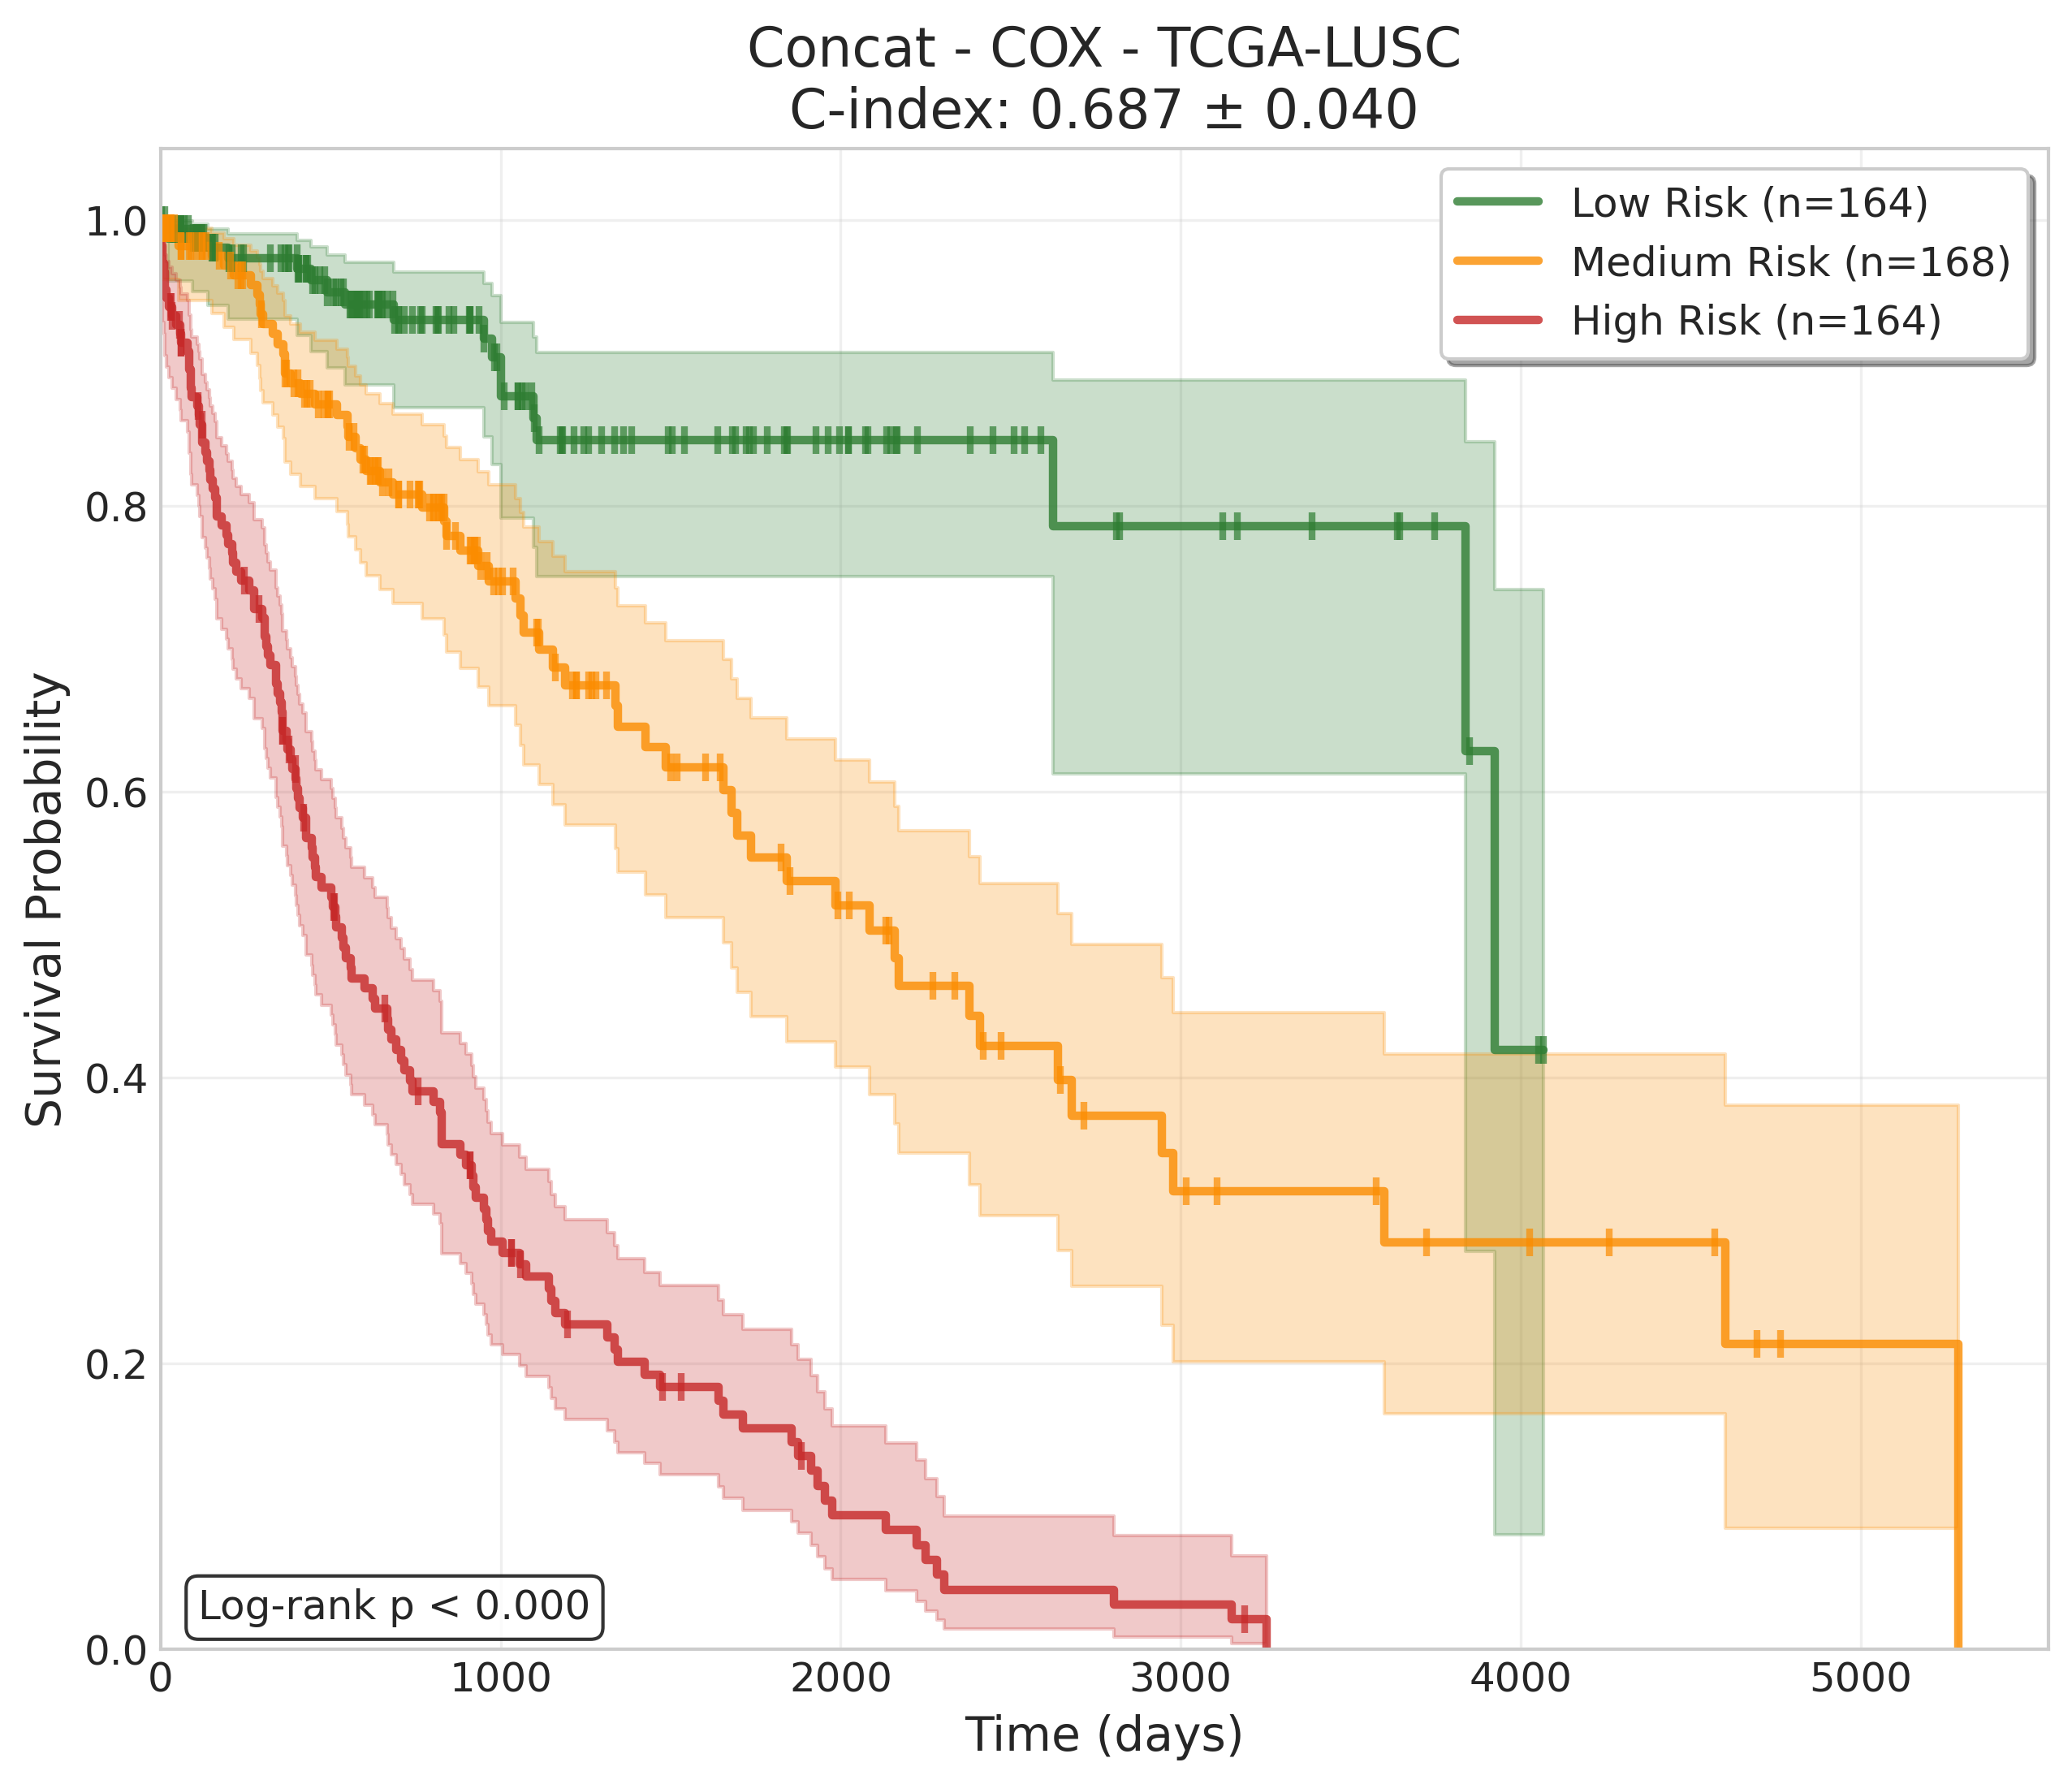 Concat - COX - TCGA-LUSC
C-index: 0.687 ± 0.040
Low Risk (n=164)
Medium Risk (n=168)
High Risk (n=164)
Survival Probability
1.0
0.8
0.6
0.4
0.2
0.0
Log-rank p < 0.000
0 1000 2000 3000 4000 5000
Time (days)